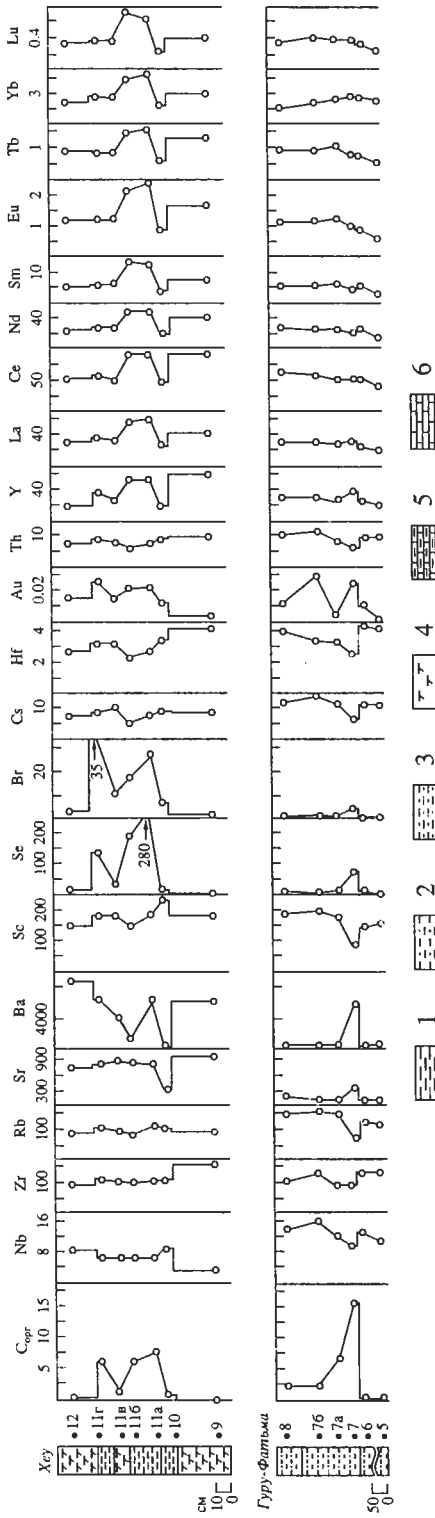 Хеу
• 12
• 11г
• 11в
• 11б
• 11а
• 10
• 9
см
10
0
Cорг
5 10 15
Nb
8 16
Zr
100
Rb
100
Sr
300 900
Ba
4000
Sc
100 200
Se
100 200
280
Br
20
35
Cs
10
Hf
2 4
Au
0.02
Th
10
Y
40
La
40
Ce
50
Nd
40
Sm
10
Eu
1 2
Tb
1
Yb
3
Lu
0.4
Гуру-Фатьма
• 8
• 7б
• 7а
• 7
• 6
• 5
50
0
1 2 3 4 5 6